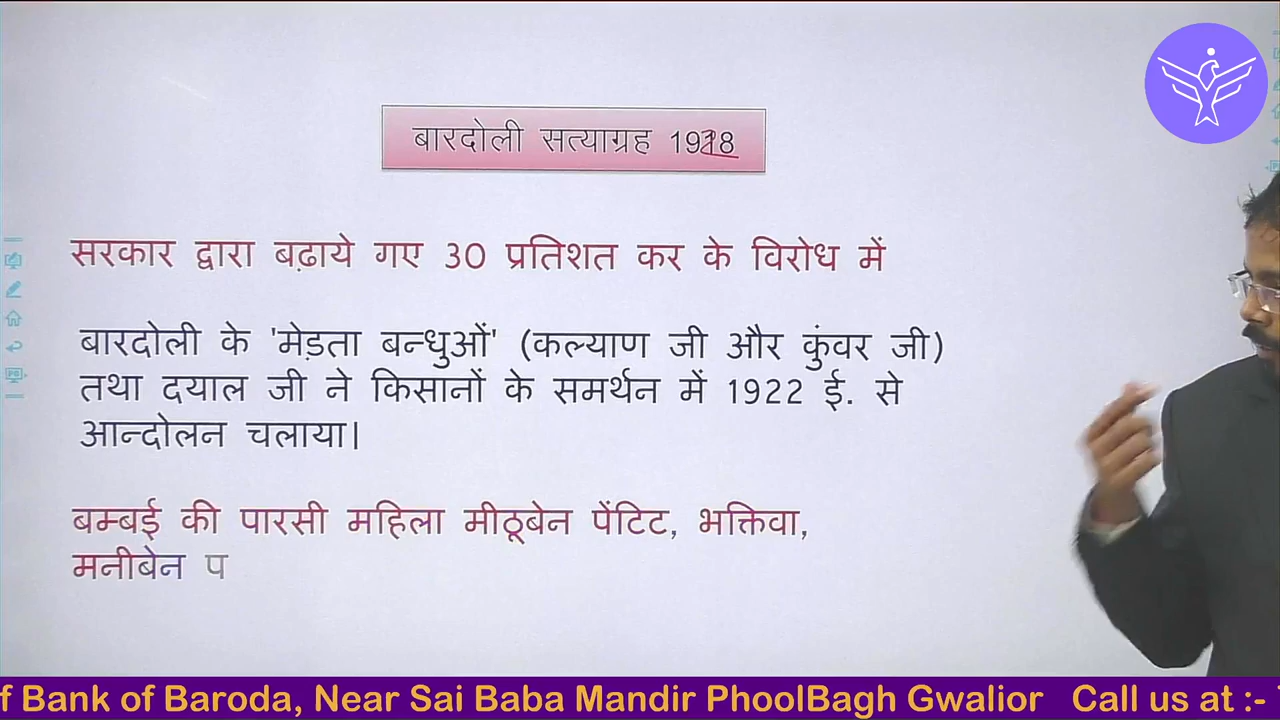 बारदोली सत्याग्रह 1928
सरकार द्वारा बढ़ाये गए 30 प्रतिशत कर के विरोध में
बारदोली के 'मेड़ता बन्धुओं' (कल्याण जी और कुंवर जी)
तथा दयाल जी ने किसानों के समर्थन में 1922 ई. से
आन्दोलन चलाया।
बम्बई की पारसी महिला मीठूबेन पेंटिट, भक्तिवा,
मनीबेन प
f Bank of Baroda, Near Sai Baba Mandir PhoolBagh Gwalior Call us at :-